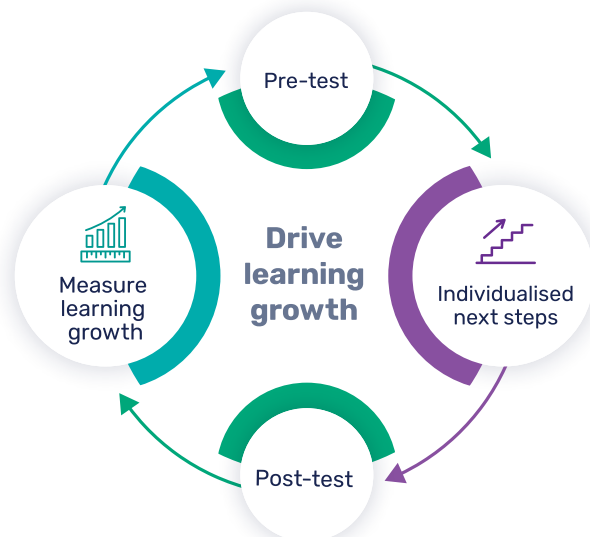 Pre-test
Drive
learning
growth
Measure
learning
growth
Individualised
next steps
Post-test